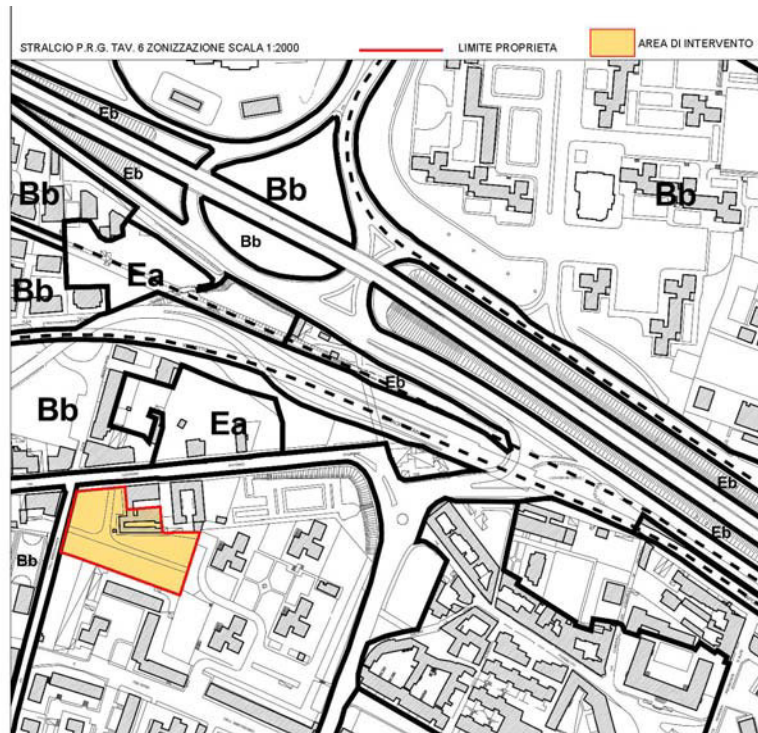 STRALCIO P.R.G. TAV. 6 ZONIZZAZIONE SCALA 1:2000 LIMITE PROPRIETA AREA DI INTERVENTO
Eb
Eb
Bb
Bb
Bb
Bb
Ea
Bb
Eb
Bb
Ea
Eb
Eb
Bb